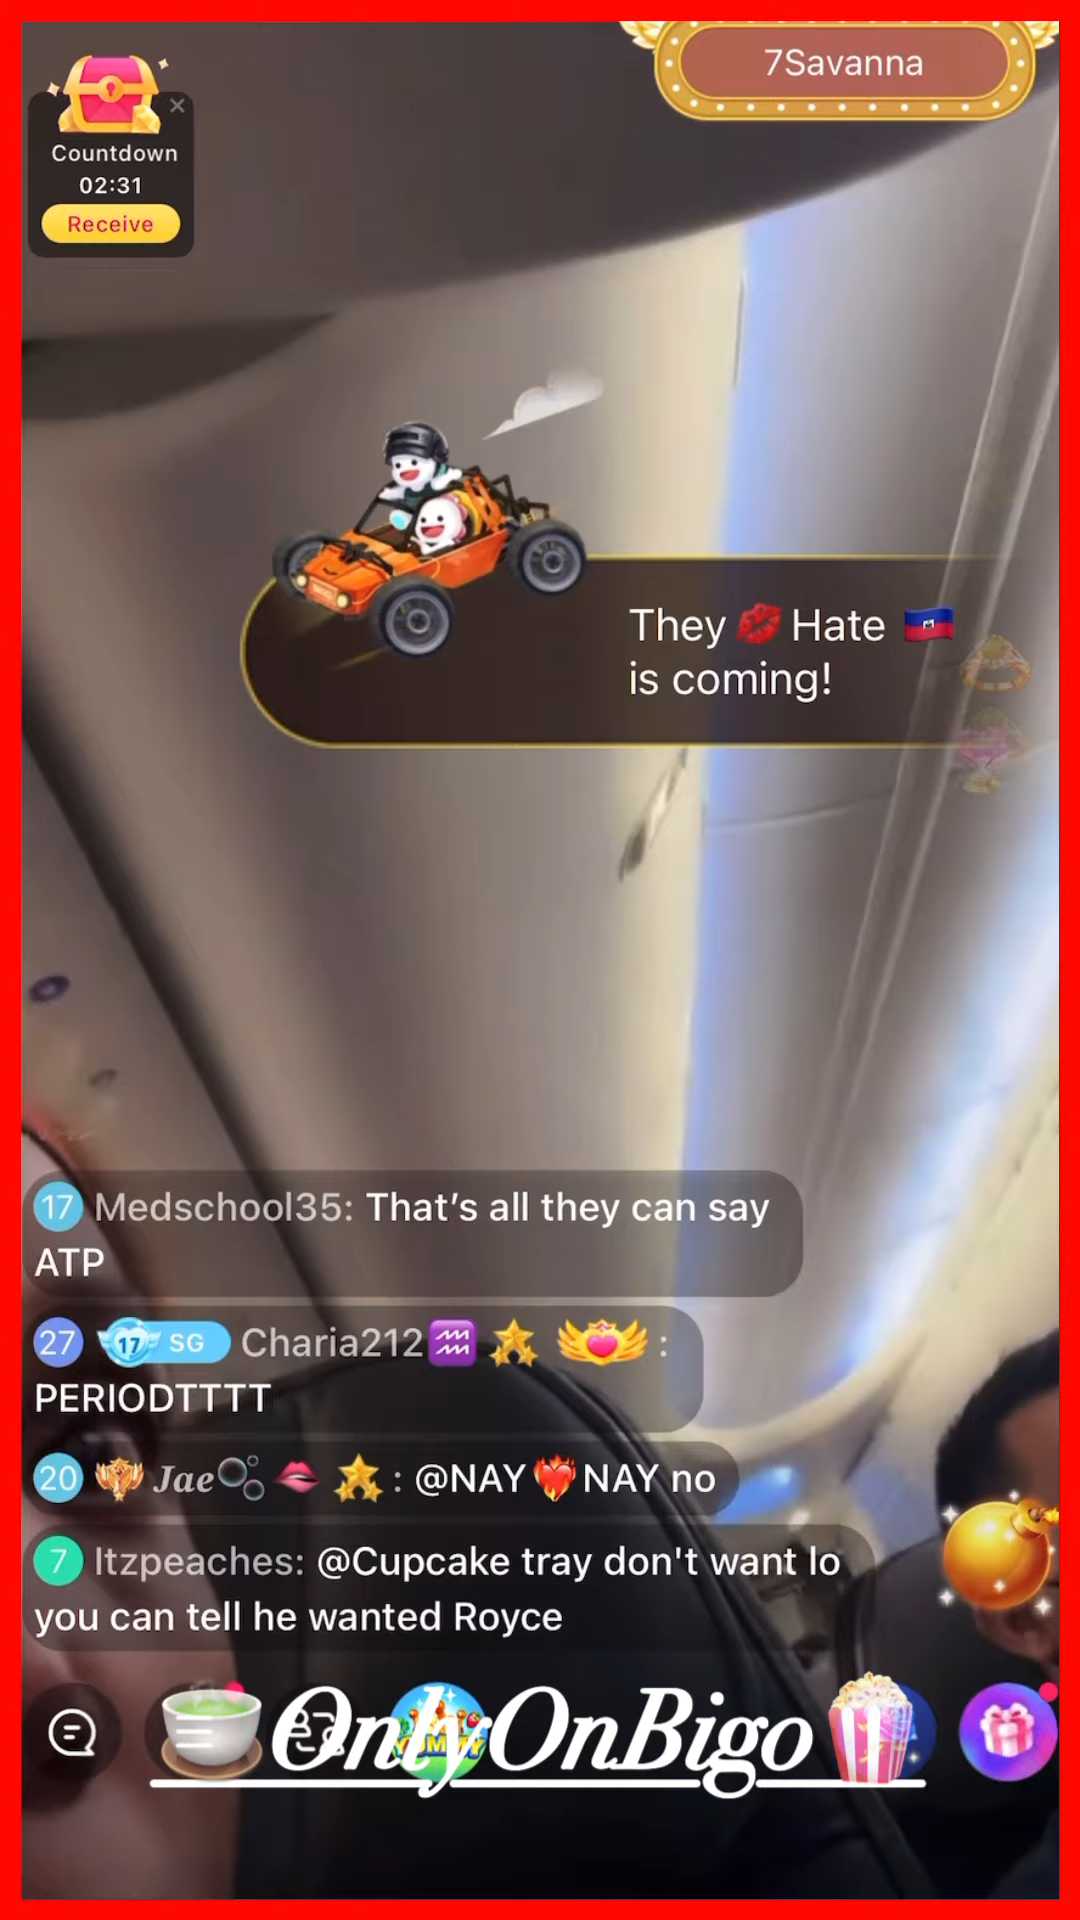 7Savanna
Countdown
02:31
Receive
They 💋 Hate 🇭🇹
is coming!
17 Medschool35: That’s all they can say
ATP
27 17 SG Charia212♒ :
PERIODTTTT
20 Jae🫧🫦 : @NAY❤️‍🔥NAY no
7 Itzpeaches: @Cupcake tray don't want lo
you can tell he wanted Royce
🍵OnlyOnBigo🍿
YUMMY